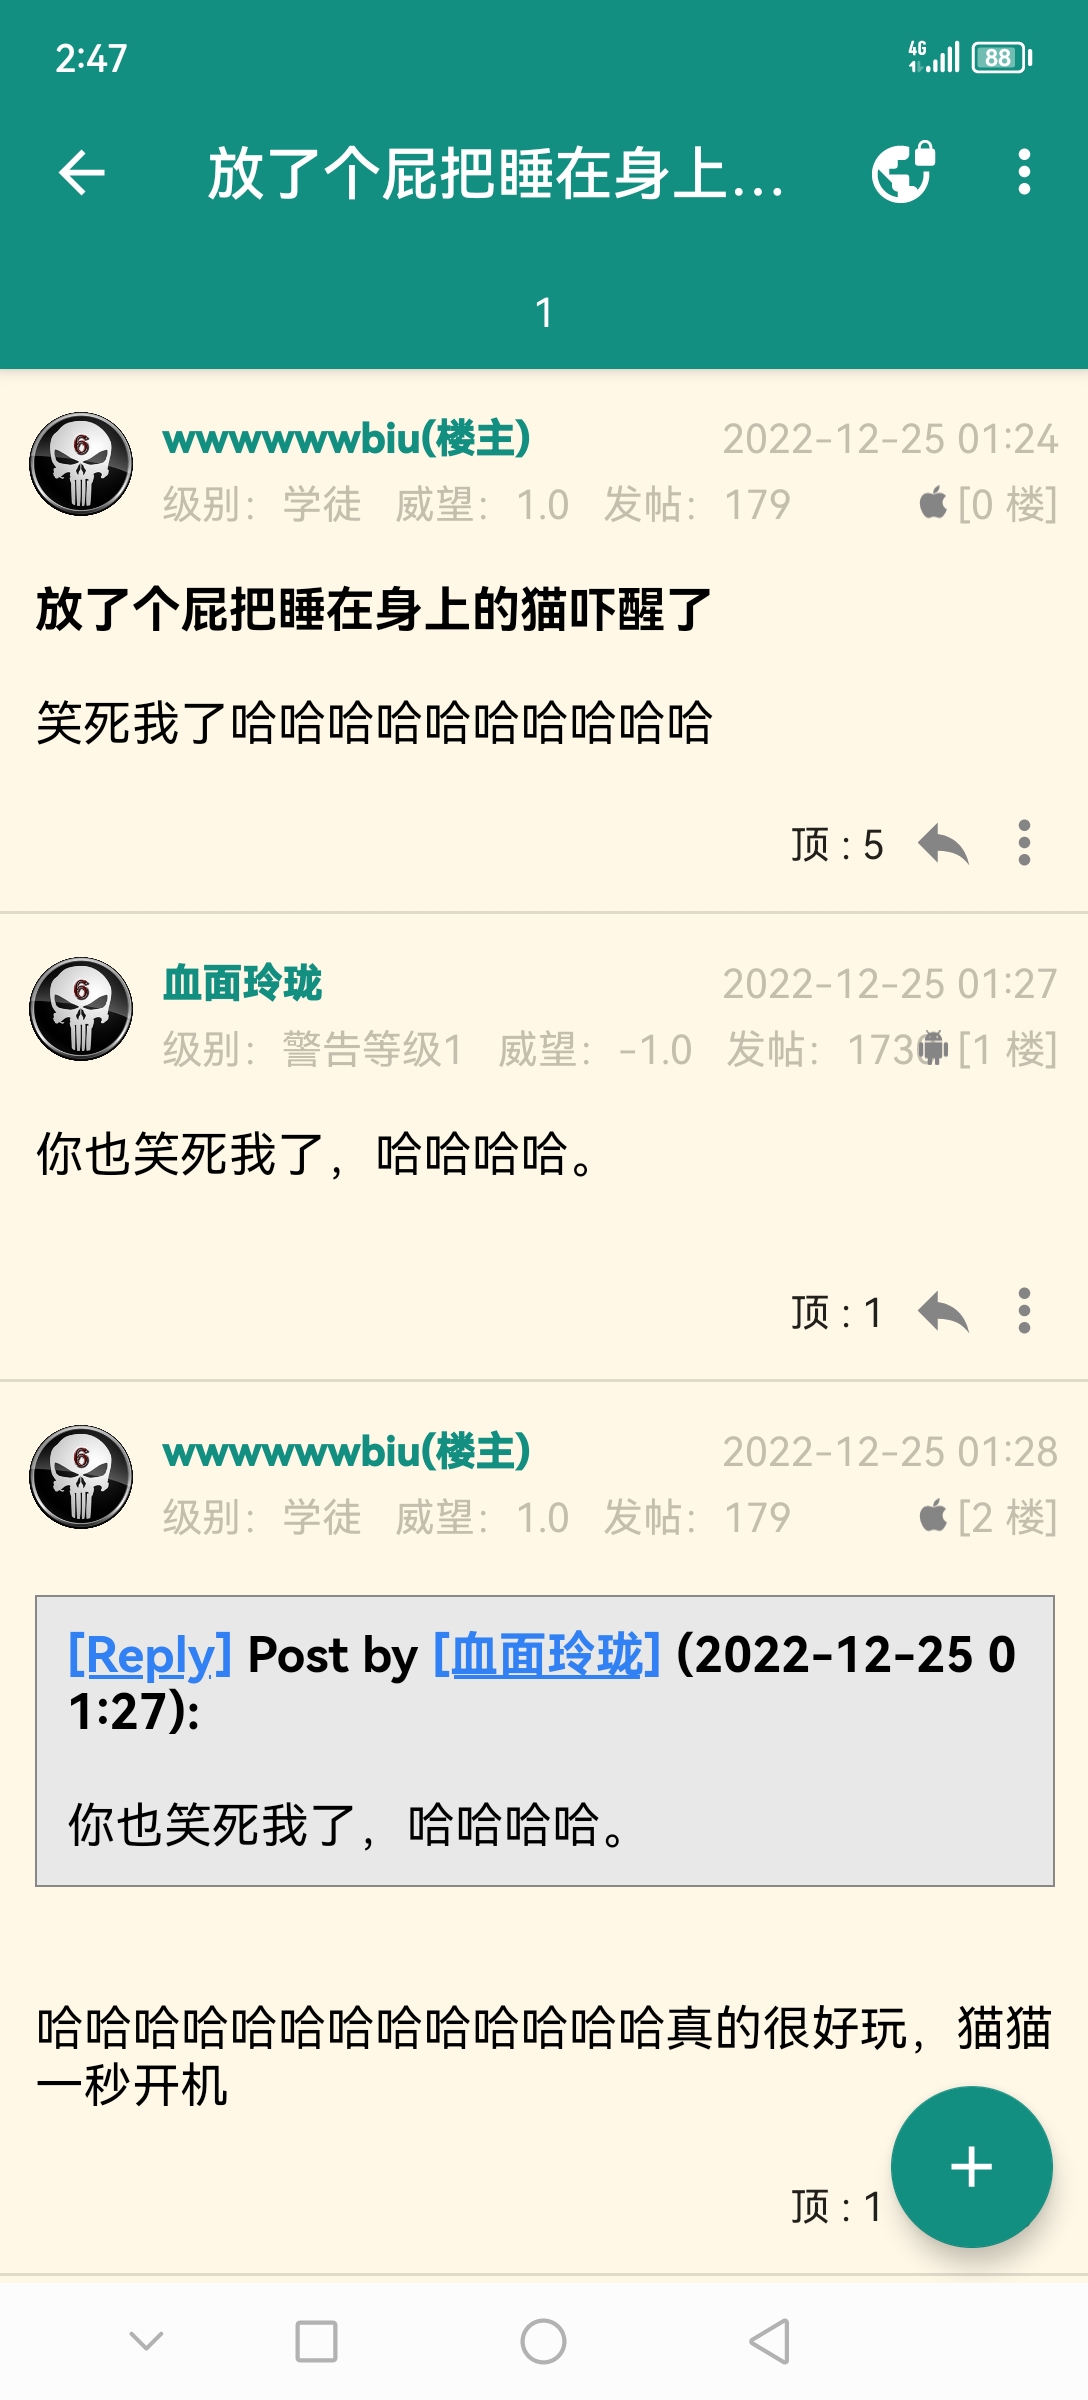 2:47
4G
88
放了个屁把睡在身上...
1
wwwwwwbiu(楼主)
2022-12-25 01:24
级别： 学徒 威望： 1.0 发帖： 179
[0 楼]
放了个屁把睡在身上的猫吓醒了
笑死我了哈哈哈哈哈哈哈哈哈哈
顶 : 5
血面玲珑
2022-12-25 01:27
级别： 警告等级1 威望： -1.0 发帖：
[1 楼]
你也笑死我了，哈哈哈哈。
顶 : 1
wwwwwwbiu(楼主)
2022-12-25 01:28
级别： 学徒 威望： 1.0 发帖： 179
[2 楼]
[Reply] Post by [血面玲珑] (2022-12-25 0
1:27):
你也笑死我了，哈哈哈哈。
哈哈哈哈哈哈哈哈哈哈哈哈哈真的很好玩，猫猫
一秒开机
顶 : 1